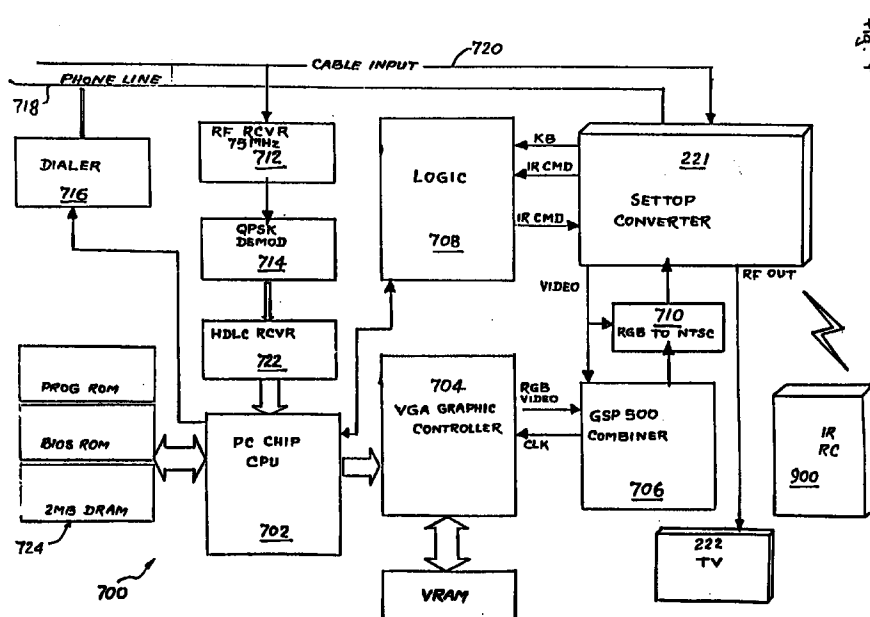 Fig. 7
720
CABLE INPUT
PHONE LINE
718
RF RCVR
75 MHz
712
DIALER
716
LOGIC
708
KB
IR CMD
IR CMD
221
SETTOP
CONVERTER
QPSK
DEMOD
714
RF OUT
VIDEO
710
RGB TO NTSC
HDLC RCVR
722
PROG ROM
BIOS ROM
2MB DRAM
724
PC CHIP
CPU
702
704
VGA GRAPHIC
CONTROLLER
RGB
VIDEO
CLK
GSP 500
COMBINER
706
IR
RC
900
222
TV
VRAM
700